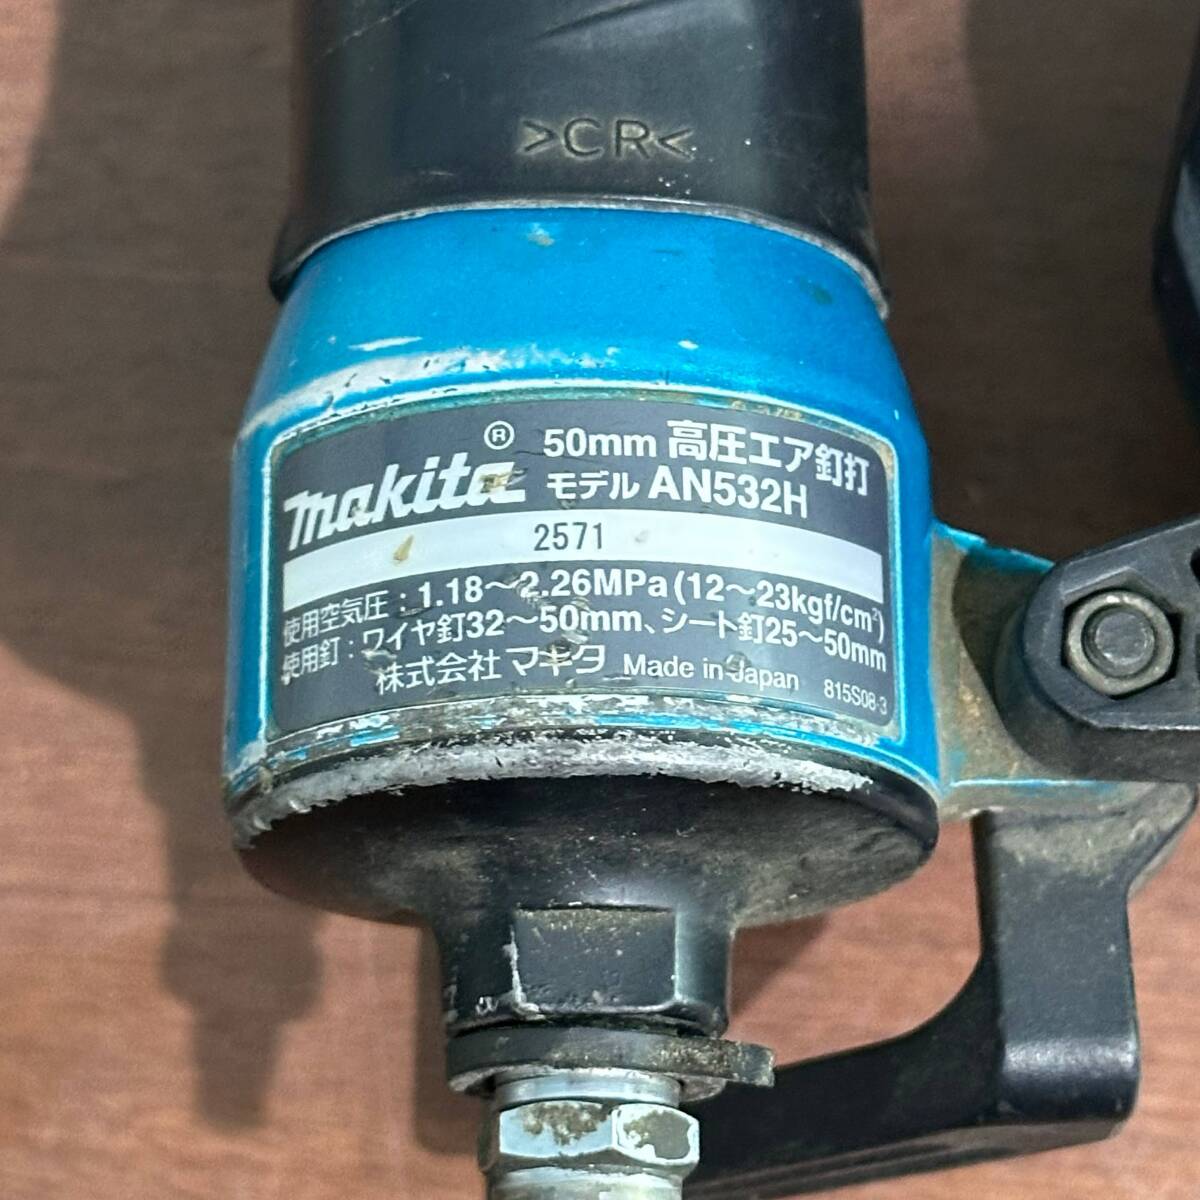 >CR<
makita®
50mm 高圧エア釘打
モデル AN532H
2571
使用空気圧：1.18～2.26MPa(12～23kgf/cm²)
使用釘：ワイヤ釘32～50mm、シート釘25～50mm
株式会社 マキタ Made in Japan 815S08-3